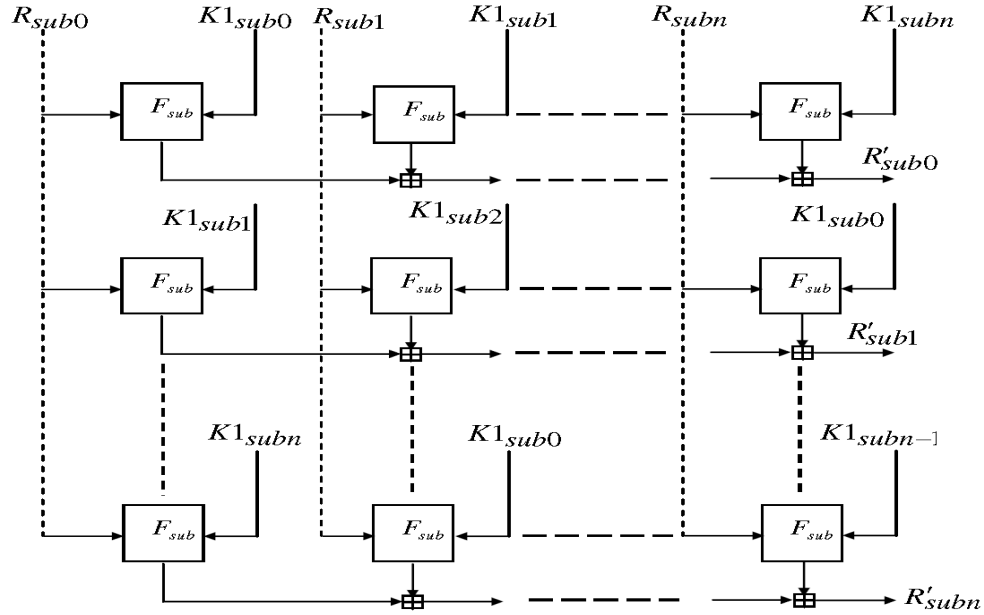 R_sub0 K1_sub0 R_sub1 K1_sub1 R_subn K1_subn
F_sub F_sub F_sub
R'_sub0
K1_sub1 K1_sub2 K1_sub0
F_sub F_sub F_sub
R'_sub1
K1_subn K1_sub0 K1_subn-1
F_sub F_sub F_sub
R'_subn